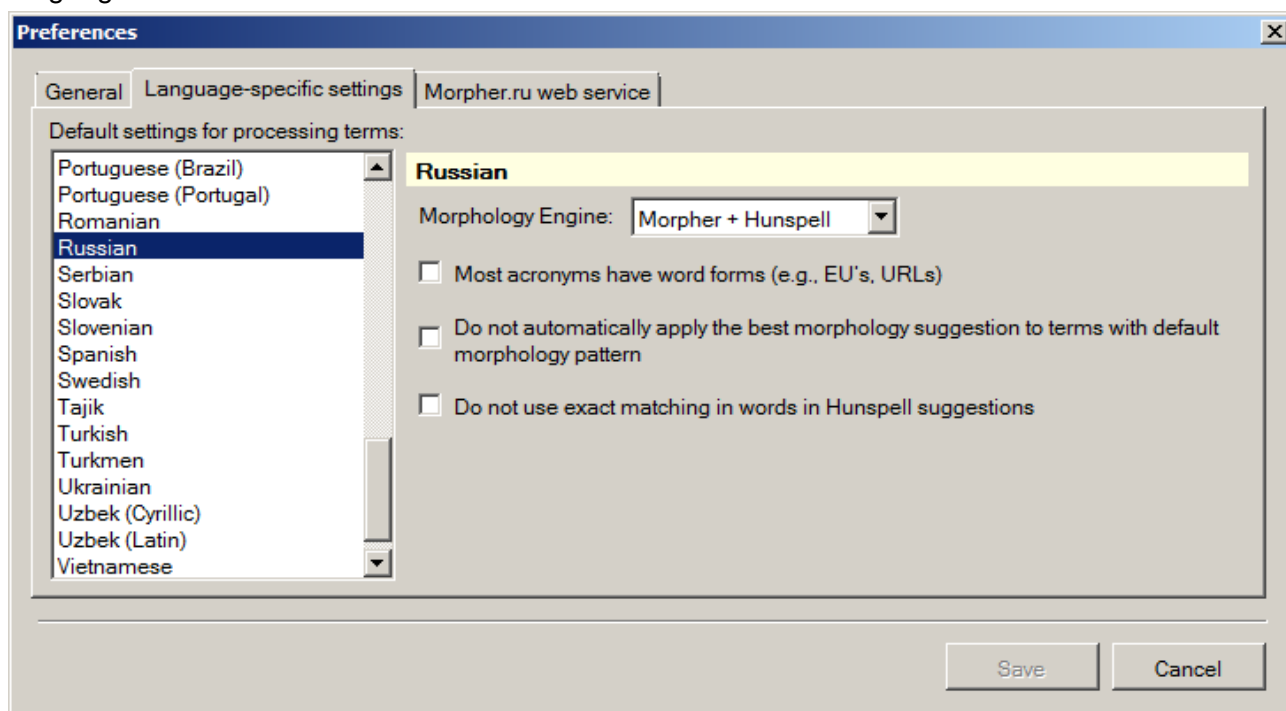 Preferences
General
Language-specific settings
Morpher.ru web service
Default settings for processing terms:
Portuguese (Brazil)
Portuguese (Portugal)
Romanian
Russian
Serbian
Slovak
Slovenian
Spanish
Swedish
Tajik
Turkish
Turkmen
Ukrainian
Uzbek (Cyrillic)
Uzbek (Latin)
Vietnamese
Russian
Morphology Engine: Morpher + Hunspell
Most acronyms have word forms (e.g., EU's, URLs)
Do not automatically apply the best morphology suggestion to terms with default
morphology pattern
Do not use exact matching in words in Hunspell suggestions
Save
Cancel